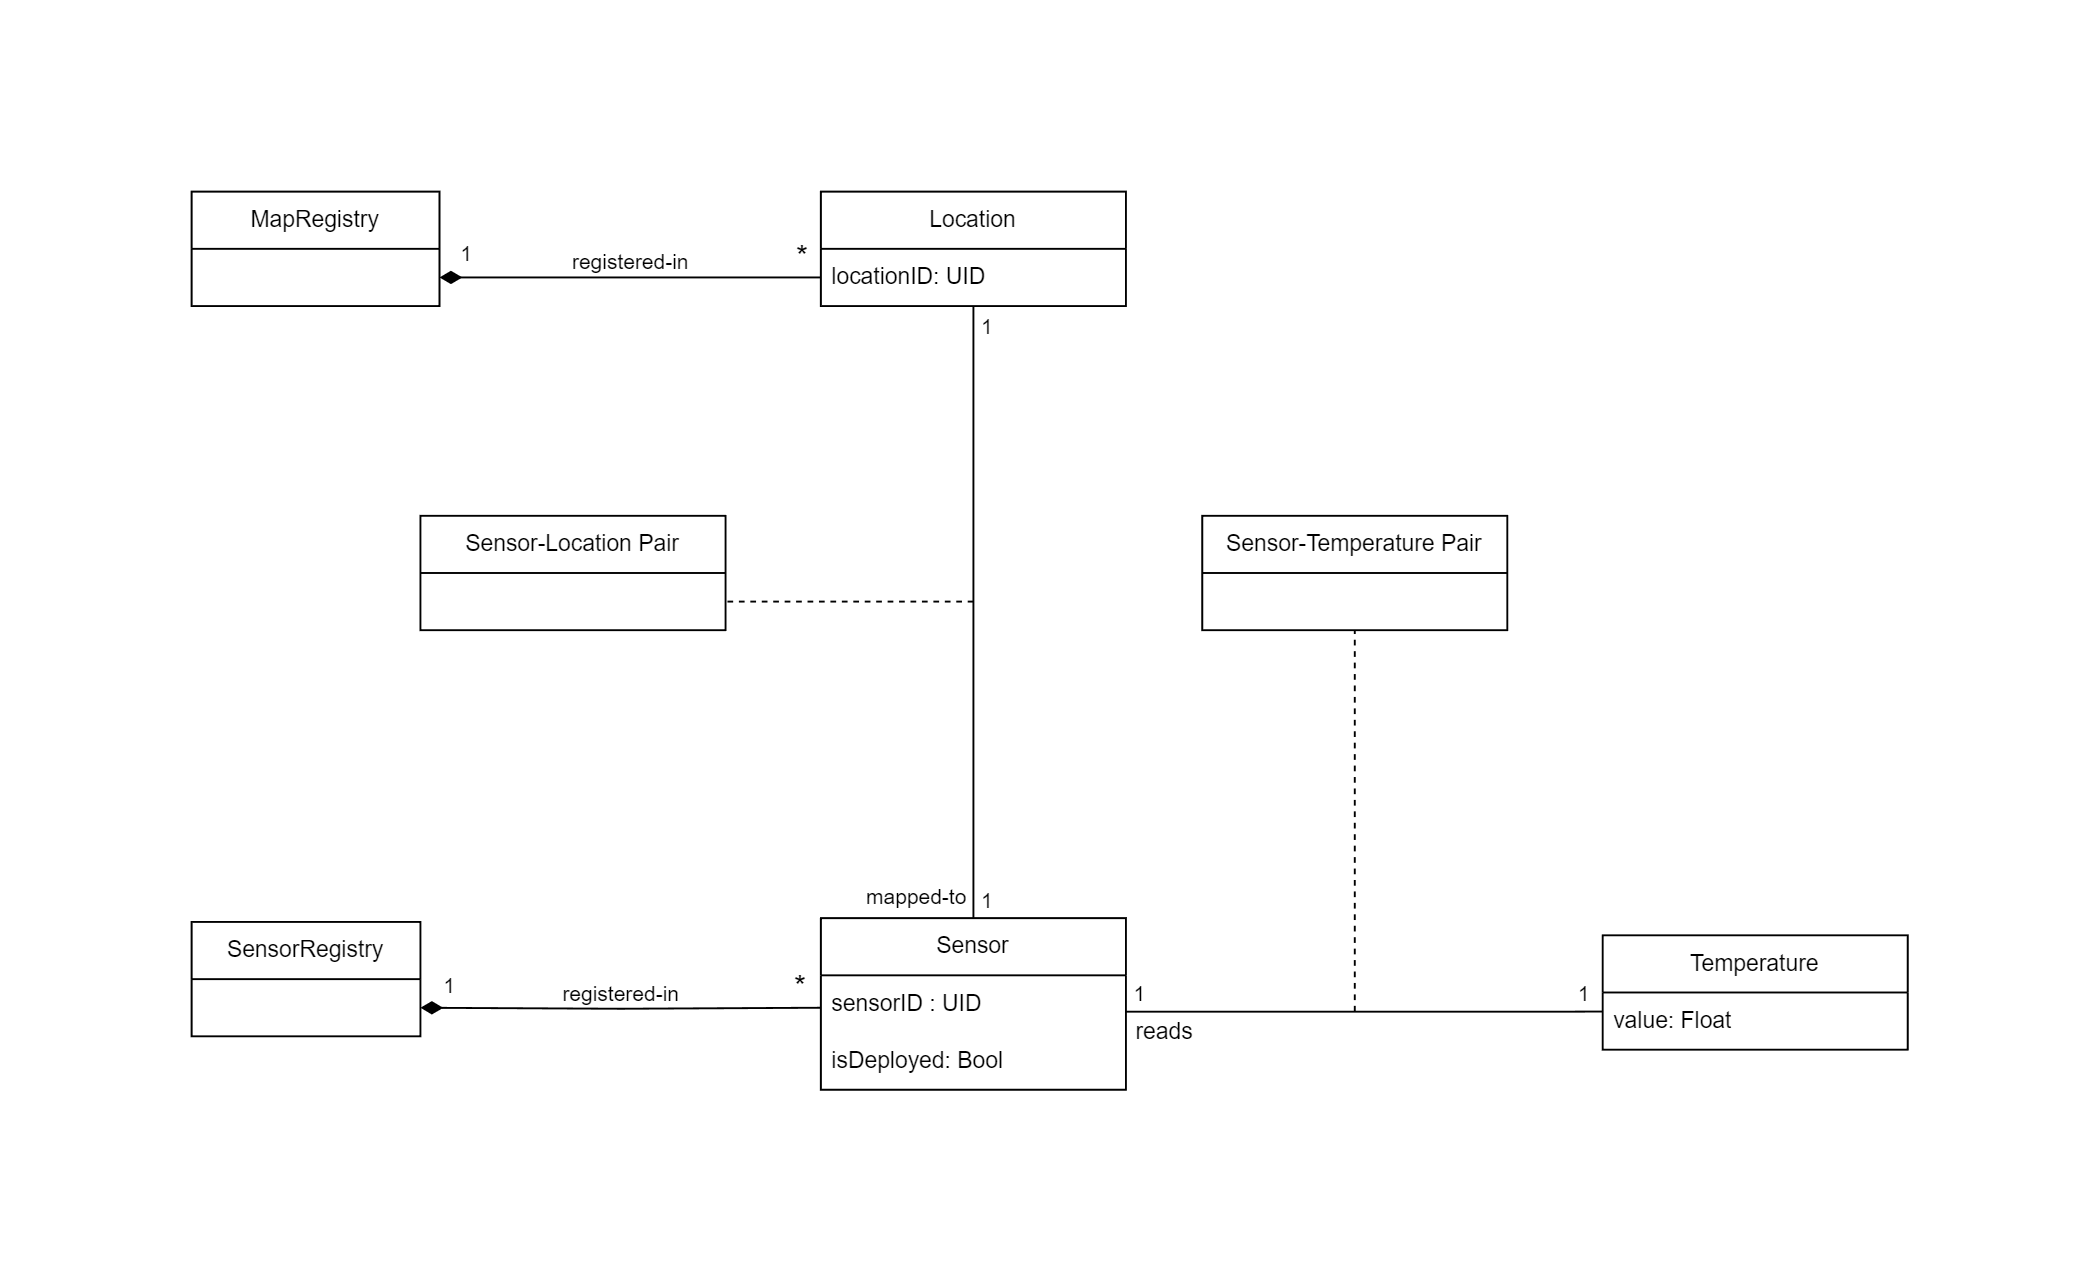 MapRegistry
1
registered-in
*
Location
locationID: UID
1
Sensor-Location Pair
Sensor-Temperature Pair
mapped-to
1
SensorRegistry
1
registered-in
*
Sensor
sensorID : UID
isDeployed: Bool
1
reads
1
Temperature
value: Float